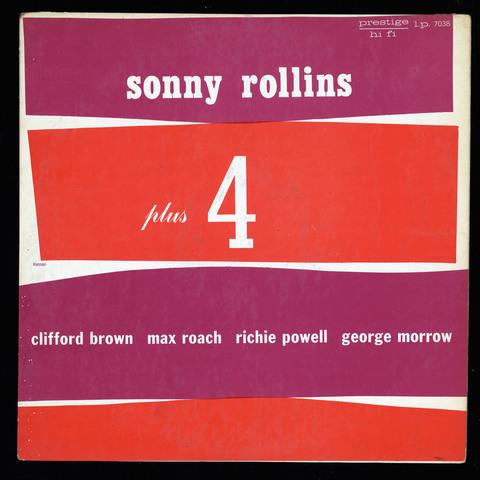 prestige l.p. 7038
hi fi
sonny rollins
plus 4
clifford brown max roach richie powell george morrow